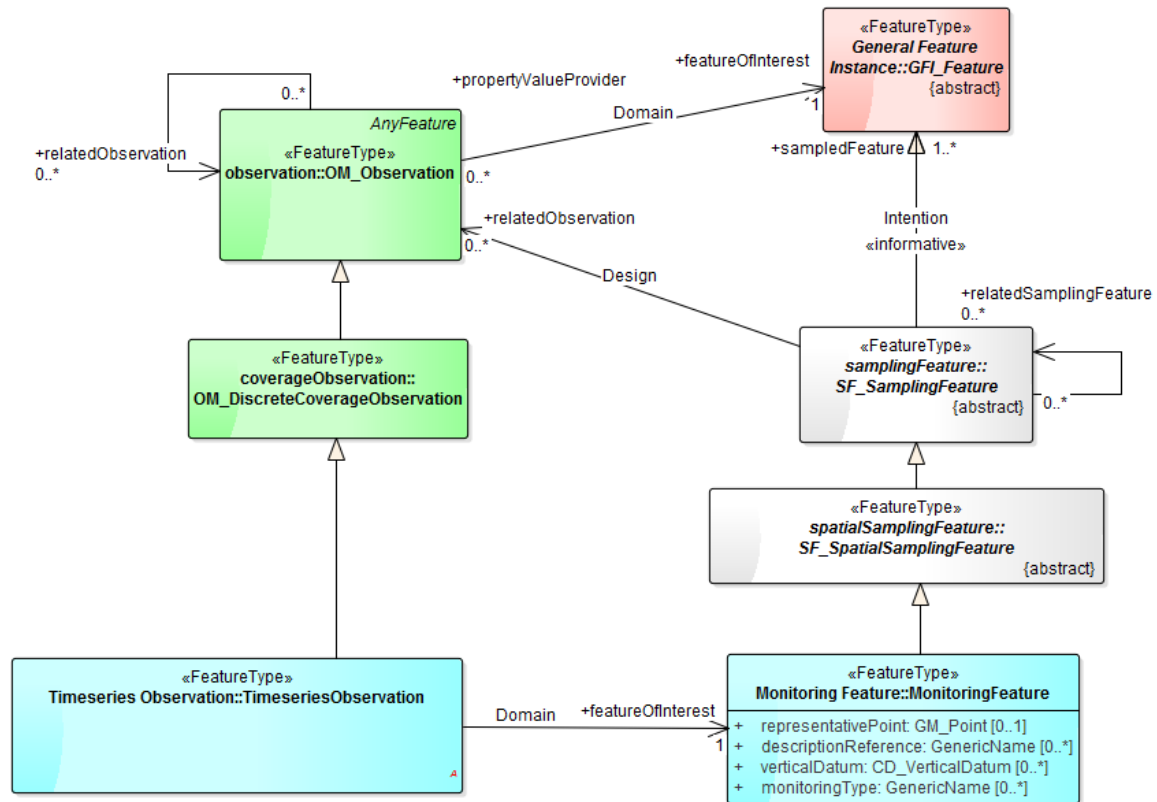 «FeatureType»
General Feature
Instance::GFI_Feature
{abstract}
+featureOfInterest
+propertyValueProvider
0..*
1
Domain
AnyFeature
«FeatureType»
observation::OM_Observation
+relatedObservation
0..*
0..*
+sampledFeature
1..*
+relatedObservation
0..*
Intention
«informative»
Design
+relatedSamplingFeature
0..*
«FeatureType»
samplingFeature::
SF_SamplingFeature
{abstract}
0..*
«FeatureType»
coverageObservation::
OM_DiscreteCoverageObservation
«FeatureType»
spatialSamplingFeature::
SF_SpatialSamplingFeature
{abstract}
«FeatureType»
Timeseries Observation::TimeseriesObservation
A
Domain
+featureOfInterest
1
«FeatureType»
Monitoring Feature::MonitoringFeature
+ representativePoint: GM_Point [0..1]
+ descriptionReference: GenericName [0..*]
+ verticalDatum: CD_VerticalDatum [0..*]
+ monitoringType: GenericName [0..*]